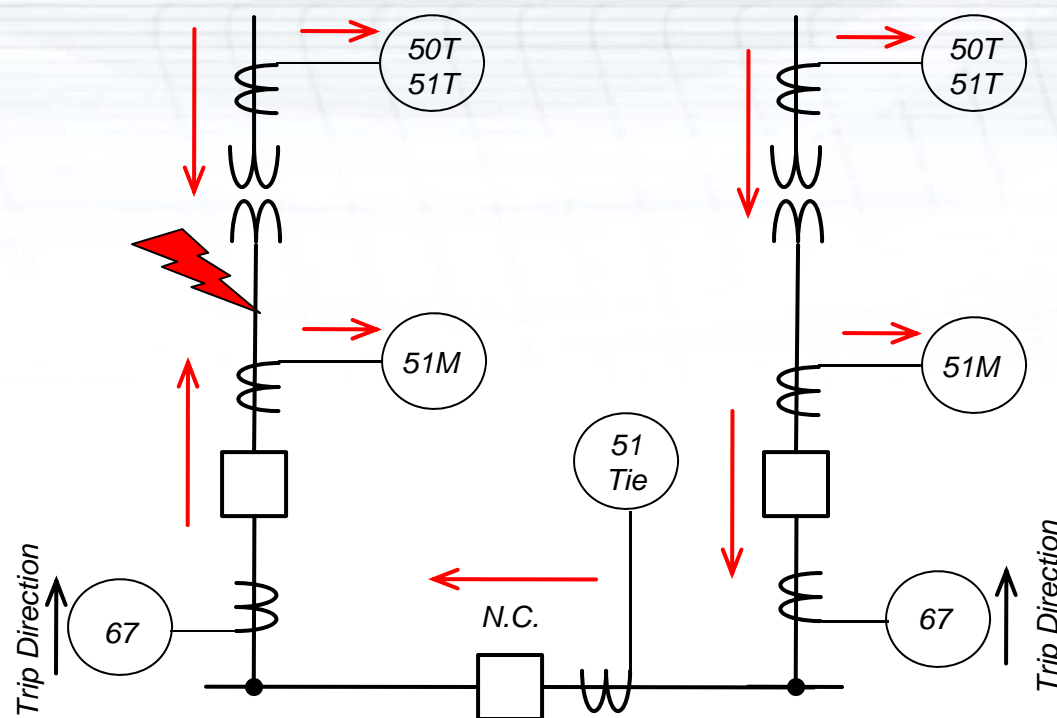 50T
51T
50T
51T
51M
51M
51
Tie
N.C.
67
Trip Direction
67
Trip Direction